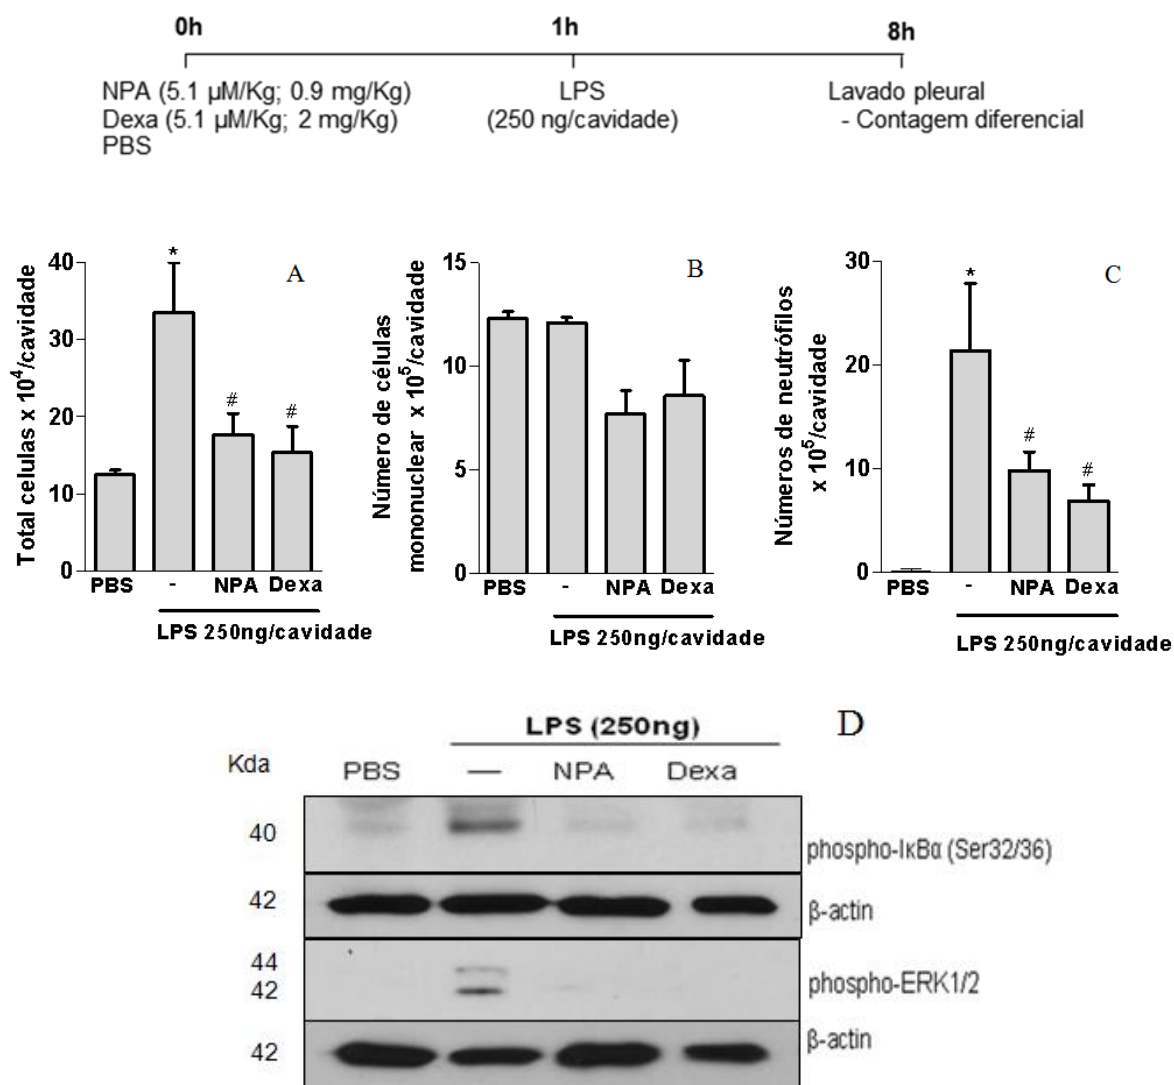 0h 1h 8h
NPA (5.1 µM/Kg; 0.9 mg/Kg) LPS Lavado pleural
Dexa (5.1 µM/Kg; 2 mg/Kg) (250 ng/cavidade) - Contagem diferencial
PBS
A
Total celulas x 10⁴/cavidade
40
30
20
10
0
*
#
#
PBS - NPA Dexa
LPS 250ng/cavidade
B
Número de células
mononuclear x 10⁵/cavidade
15
10
5
0
PBS - NPA Dexa
LPS 250ng/cavidade
C
Números de neutrófilos
x 10⁵/cavidade
30
20
10
0
*
#
#
PBS - NPA Dexa
LPS 250ng/cavidade
D
LPS (250ng)
Kda PBS — NPA Dexa
40 phospho-IκBα (Ser32/36)
42 β-actin
44
42 phospho-ERK1/2
42 β-actin